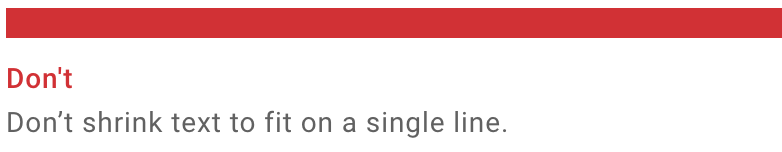 Don't
Don’t shrink text to fit on a single line.